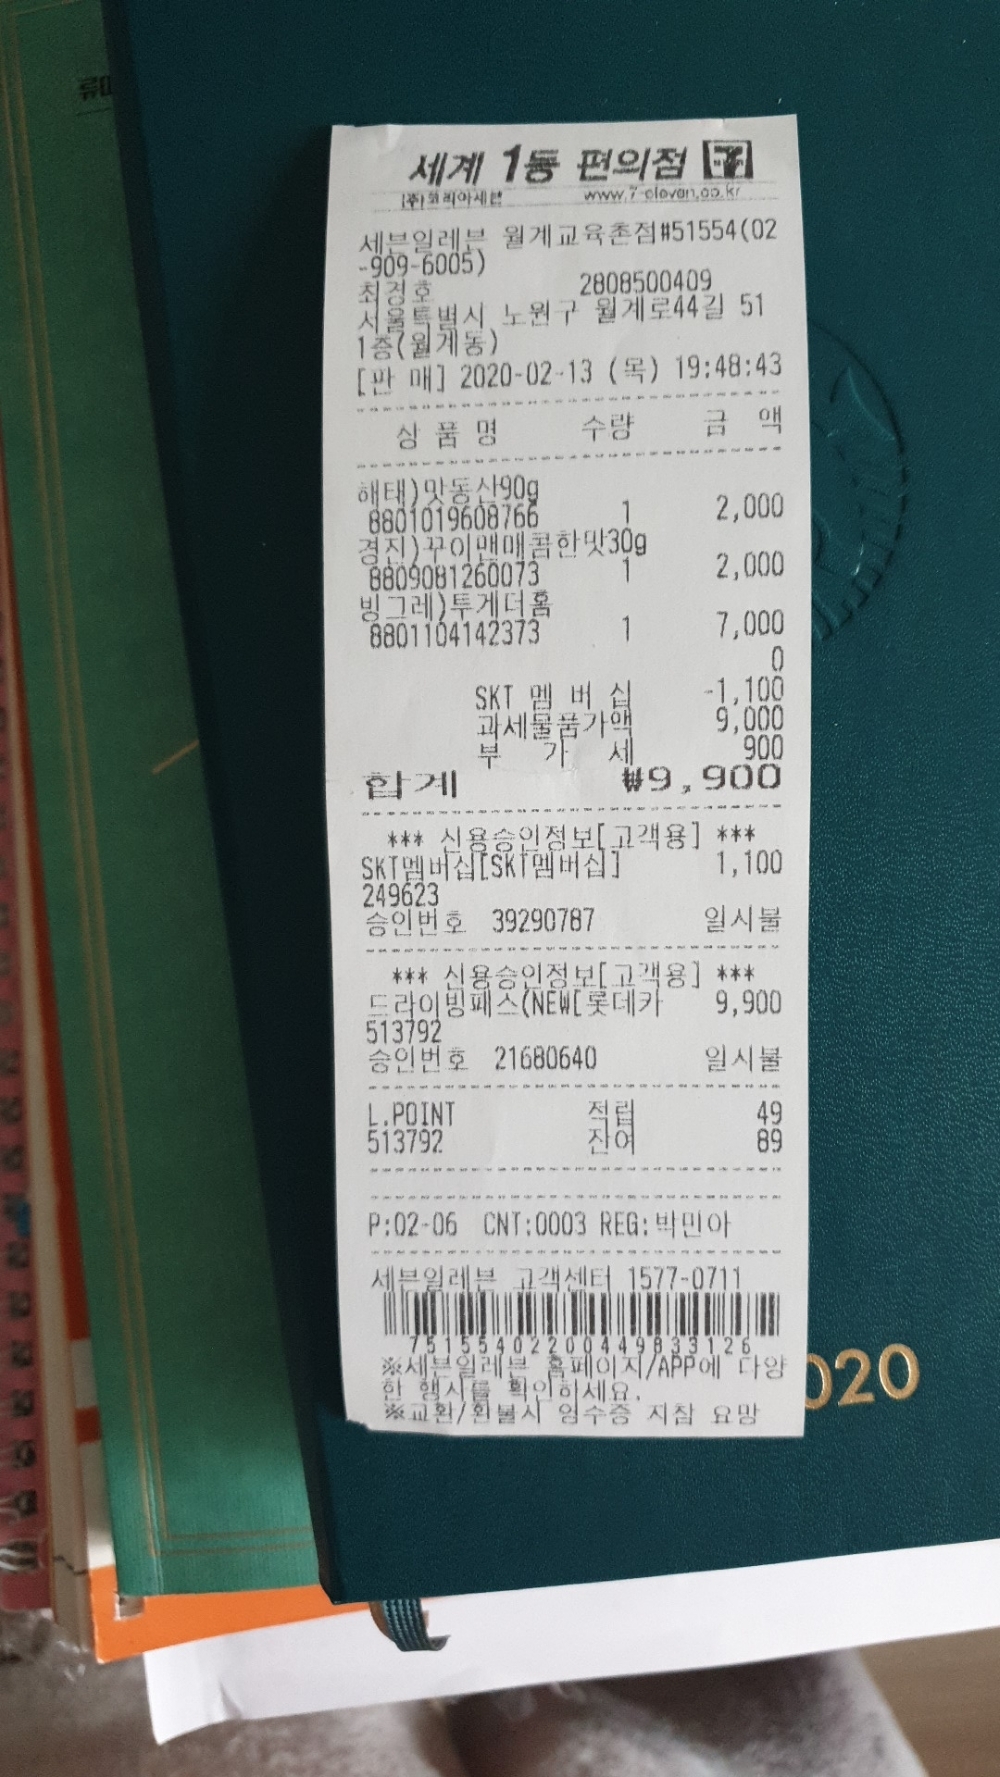 세계 1등 편의점
(주)코리아세븐 www.7-eleven.co.kr
세븐일레븐 월계교육촌점#51554(02
-909-6005)
최경호 2808500409
서울특별시 노원구 월계로44길 51
1층(월계동)
[판 매] 2020-02-13 (목) 19:48:43
상 품 명 수량 금 액
해태)맛동산90g
8801019608766 1 2,000
경진)꾸이맨매콤한맛30g
8809081260073 1 2,000
빙그레)투게더홈
8801104142373 1 7,000
0
SKT 멤 버 십 -1,100
과세물품가액 9,000
부 가 세 900
합계 ₩9,900
*** 신용승인정보[고객용] ***
SKT멤버십[SKT멤버십] 1,100
249623
승인번호 39290787 일시불
*** 신용승인정보[고객용] ***
드라이빙패스(NEW[롯데카 9,900
513792
승인번호 21680640 일시불
L.POINT 적립 49
513792 잔여 89
P:02-06 CNT:0003 REG:박민아
세븐일레븐 고객센터 1577-0711
75155402200449833126
※세븐일레븐 홈페이지/APP에 다양
한 행사를 확인하세요.
※교환/환불시 영수증 지참 요망
020